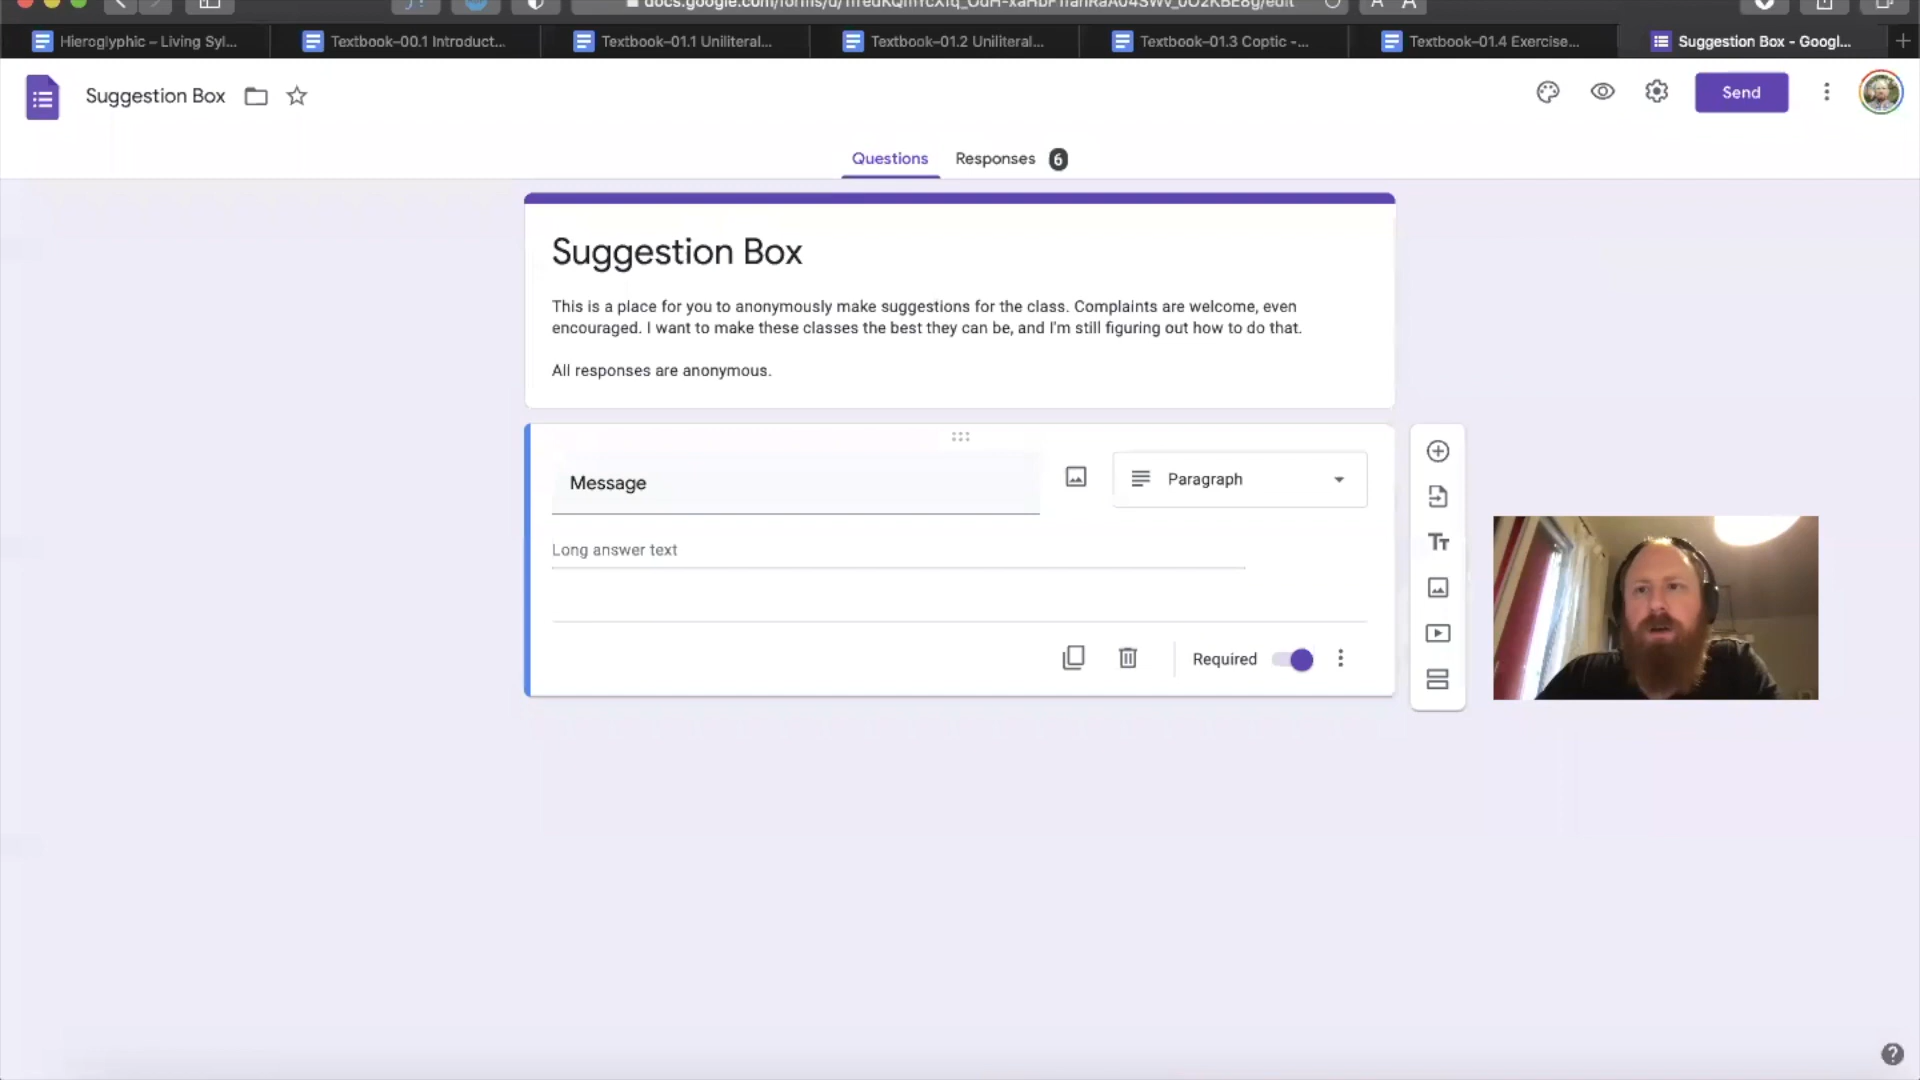 Hieroglyphic – Living Syl...
Textbook–00.1 Introduct...
Textbook–01.1 Uniliteral...
Textbook–01.2 Uniliteral...
Textbook–01.3 Coptic -...
Textbook–01.4 Exercise...
Suggestion Box - Googl...
Suggestion Box
Send
Questions
Responses 6
Suggestion Box
This is a place for you to anonymously make suggestions for the class. Complaints are welcome, even
encouraged. I want to make these classes the best they can be, and I'm still figuring out how to do that.
All responses are anonymous.
Message
Paragraph
Long answer text
Required